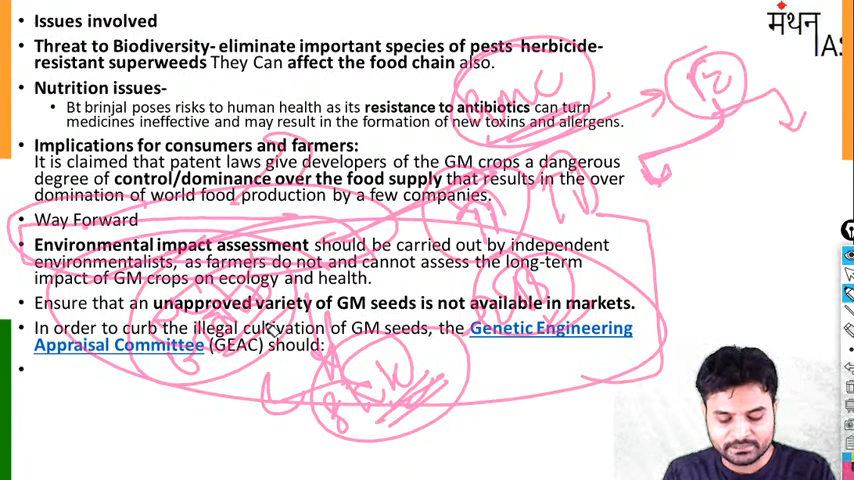 मंथन
IAS
Issues involved
Threat to Biodiversity- eliminate important species of pests herbicide-
resistant superweeds They Can affect the food chain also.
Nutrition issues-
Bt brinjal poses risks to human health as its resistance to antibiotics can turn
medicines ineffective and may result in the formation of new toxins and allergens.
Implications for consumers and farmers:
It is claimed that patent laws give developers of the GM crops a dangerous
degree of control/dominance over the food supply that results in the over
domination of world food production by a few companies.
Way Forward
Environmental impact assessment should be carried out by independent
environmentalists, as farmers do not and cannot assess the long-term
impact of GM crops on ecology and health.
Ensure that an unapproved variety of GM seeds is not available in markets.
In order to curb the illegal cultivation of GM seeds, the Genetic Engineering
Appraisal Committee (GEAC) should: